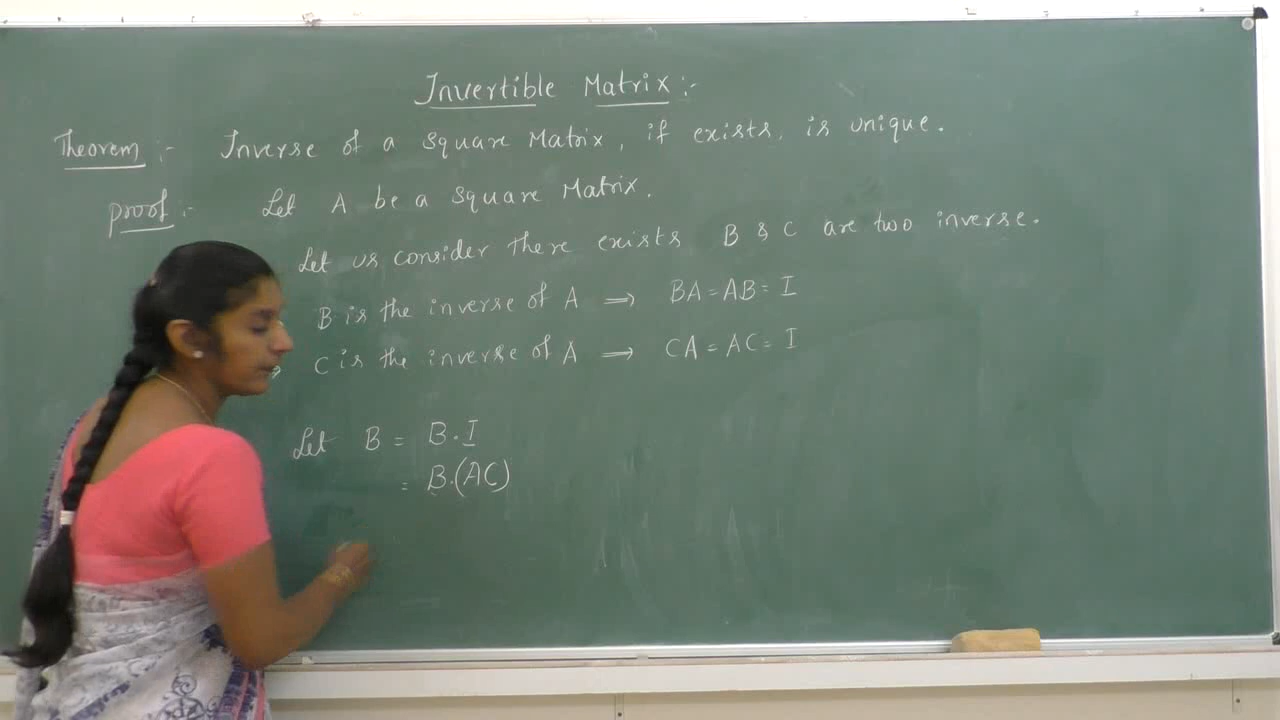 Invertible Matrix:-
Theorem:- Inverse of a square Matrix, if exists, is unique.
proof:- Let A be a square Matrix.
Let us consider there exists B & C are two inverse.
B is the inverse of A ⟹ BA = AB = I
C is the inverse of A ⟹ CA = AC = I
Let B = B.I
= B.(AC)